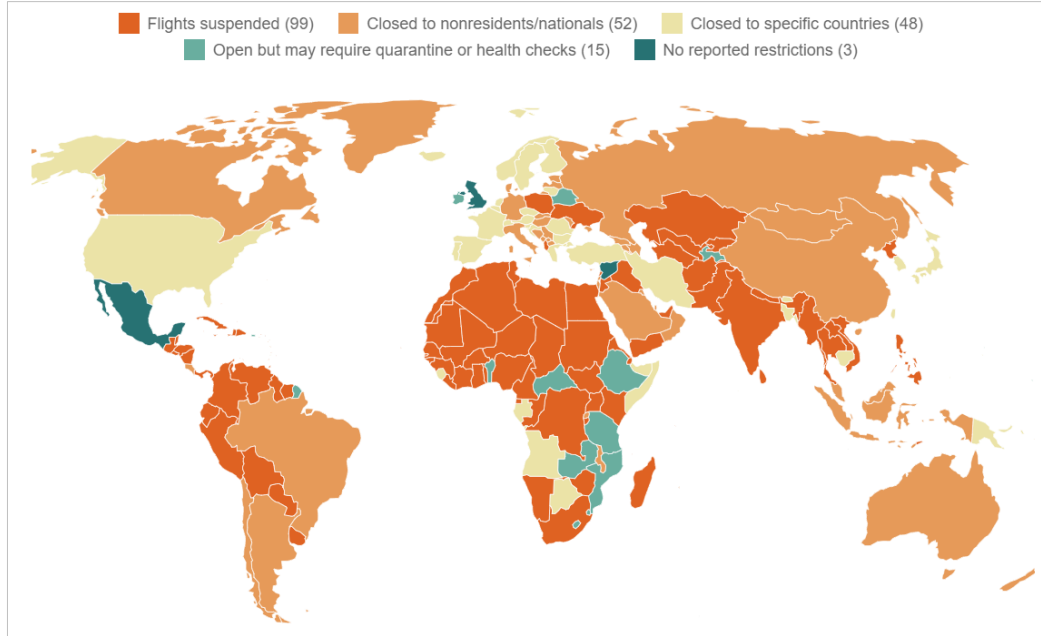 Flights suspended (99) Closed to nonresidents/nationals (52) Closed to specific countries (48)
Open but may require quarantine or health checks (15) No reported restrictions (3)